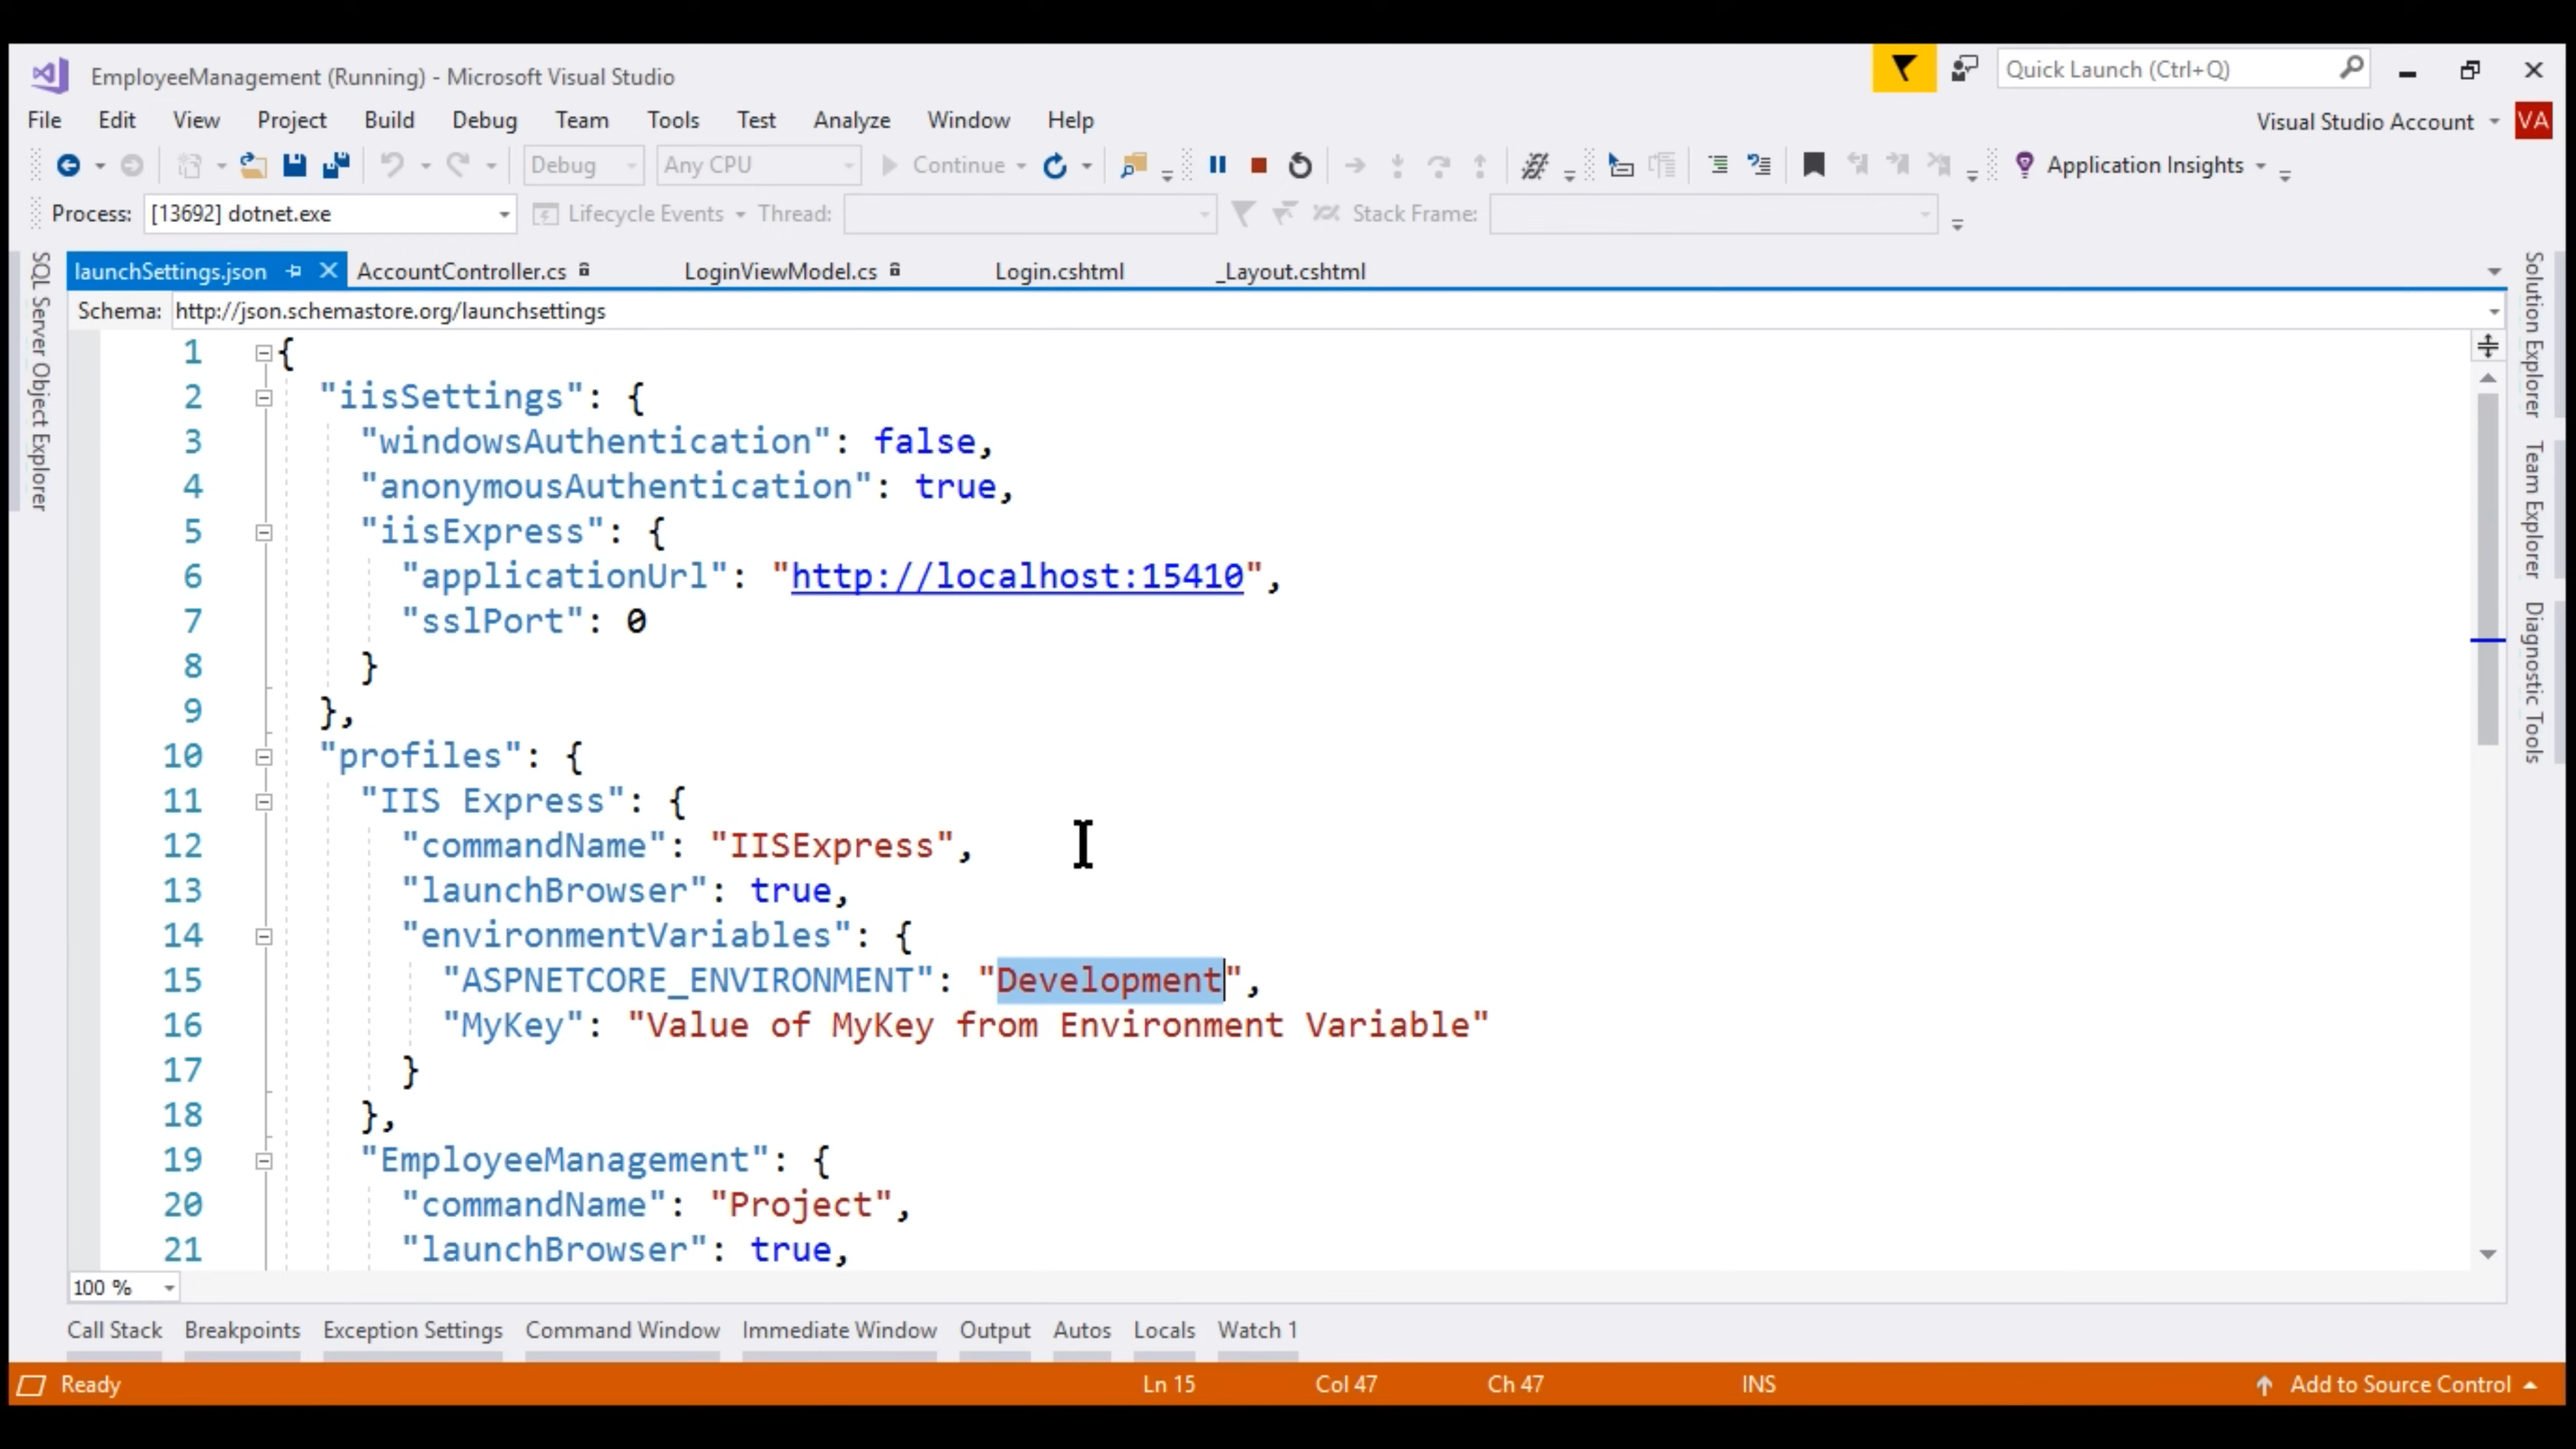 EmployeeManagement (Running) - Microsoft Visual Studio
Quick Launch (Ctrl+Q)
File Edit View Project Build Debug Team Tools Test Analyze Window Help
Visual Studio Account VA
Debug Any CPU Continue Application Insights
Process: [13692] dotnet.exe Lifecycle Events Thread: Stack Frame:
SQL Server Object Explorer
launchSettings.json AccountController.cs LoginViewModel.cs Login.cshtml _Layout.cshtml
Schema: http://json.schemastore.org/launchsettings
1 {
2 "iisSettings": {
3 "windowsAuthentication": false,
4 "anonymousAuthentication": true,
5 "iisExpress": {
6 "applicationUrl": "http://localhost:15410",
7 "sslPort": 0
8 }
9 },
10 "profiles": {
11 "IIS Express": {
12 "commandName": "IISExpress",
13 "launchBrowser": true,
14 "environmentVariables": {
15 "ASPNETCORE_ENVIRONMENT": "Development",
16 "MyKey": "Value of MyKey from Environment Variable"
17 }
18 },
19 "EmployeeManagement": {
20 "commandName": "Project",
21 "launchBrowser": true,
Solution Explorer
Team Explorer
Diagnostic Tools
100 %
Call Stack Breakpoints Exception Settings Command Window Immediate Window Output Autos Locals Watch 1
Ready Ln 15 Col 47 Ch 47 INS Add to Source Control